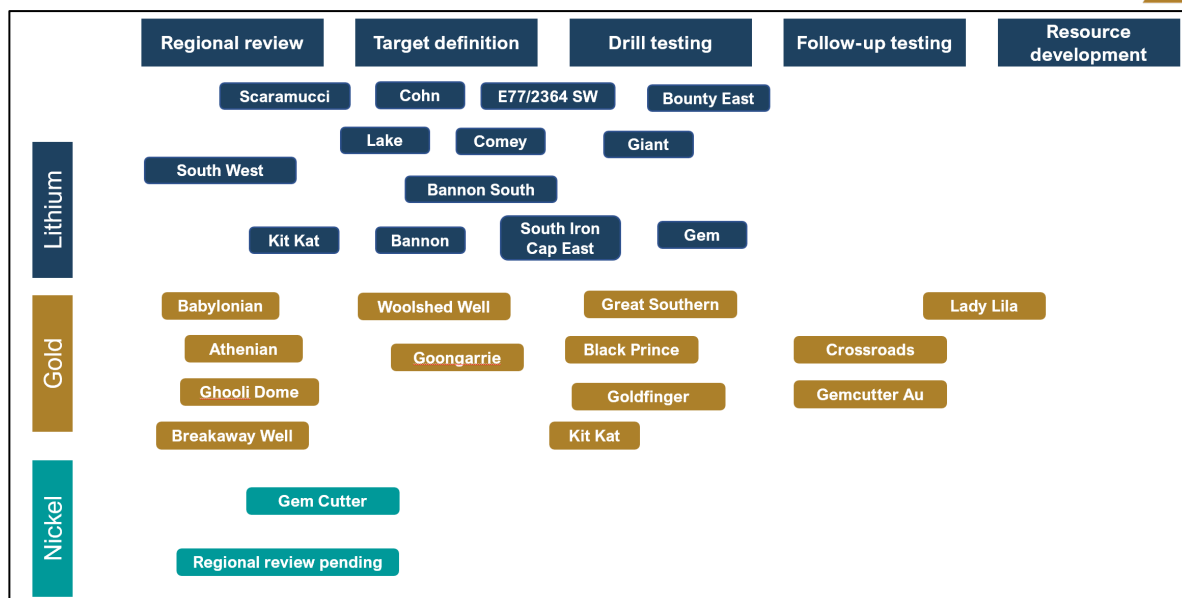 Regional review
Target definition
Drill testing
Follow-up testing
Resource
development
Lithium
Scaramucci
Cohn
E77/2364 SW
Bounty East
Lake
Comey
Giant
South West
Bannon South
Kit Kat
Bannon
South Iron
Cap East
Gem
Gold
Babylonian
Woolshed Well
Great Southern
Lady Lila
Athenian
Goongarrie
Black Prince
Crossroads
Ghooli Dome
Goldfinger
Gemcutter Au
Breakaway Well
Kit Kat
Nickel
Gem Cutter
Regional review pending